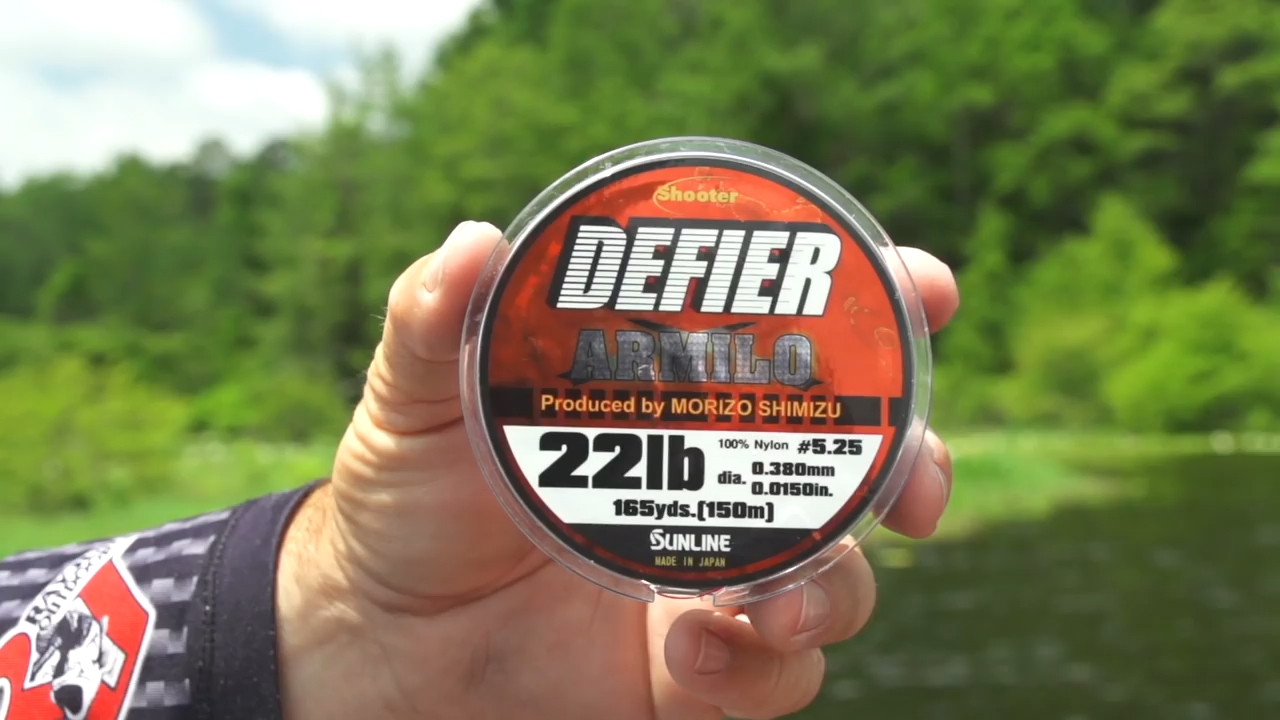 Shooter
DEFIER
ARMILO
Produced by MORIZO SHIMIZU
22lb
100% Nylon #5.25
dia. 0.380mm
0.0150in.
165yds.(150m)
SUNLINE
MADE IN JAPAN